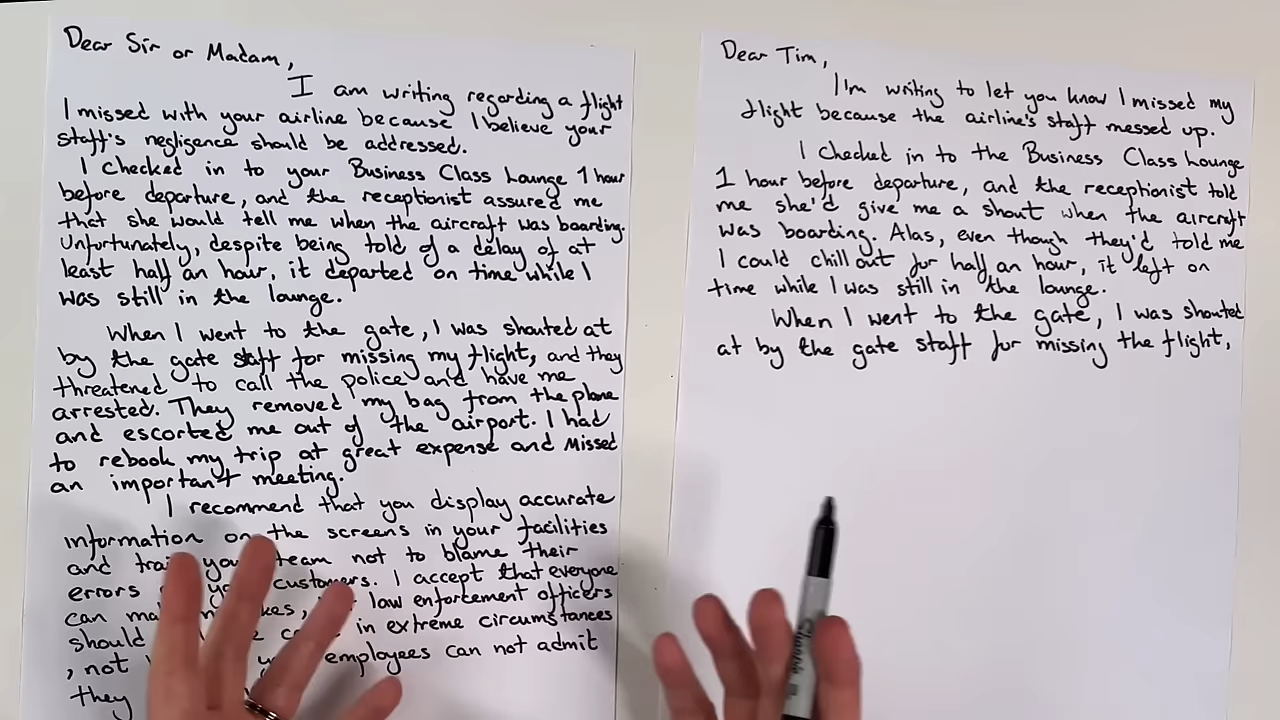 Dear Sir or Madam,
I am writing regarding a flight
I missed with your airline because I believe your
staff's negligence should be addressed.
I checked in to your Business Class Lounge 1 hour
before departure, and the receptionist assured me
that she would tell me when the aircraft was boarding.
Unfortunately, despite being told of a delay of at
least half an hour, it departed on time while I
was still in the lounge.
When I went to the gate, I was shouted at
by the gate staff for missing my flight, and they
threatened to call the police and have me
arrested. They removed my bag from the plane
and escorted me out of the airport. I had
to rebook my trip at great expense and missed
an important meeting.
I recommend that you display accurate
information on the screens in your facilities
and team not to blame their
errors customers. I accept that everyone
can law enforcement officers
should in extreme circumstances
, not employees can not admit
they
Dear Tim,
I'm writing to let you know I missed my
flight because the airline's staff messed up.
I checked in to the Business Class Lounge
1 hour before departure, and the receptionist told
me she'd give me a shout when the aircraft
was boarding. Alas, even though they'd told me
I could chill out for half an hour, it left on
time while I was still in the lounge.
When I went to the gate, I was shouted
at by the gate staff for missing the flight,
Sharpie